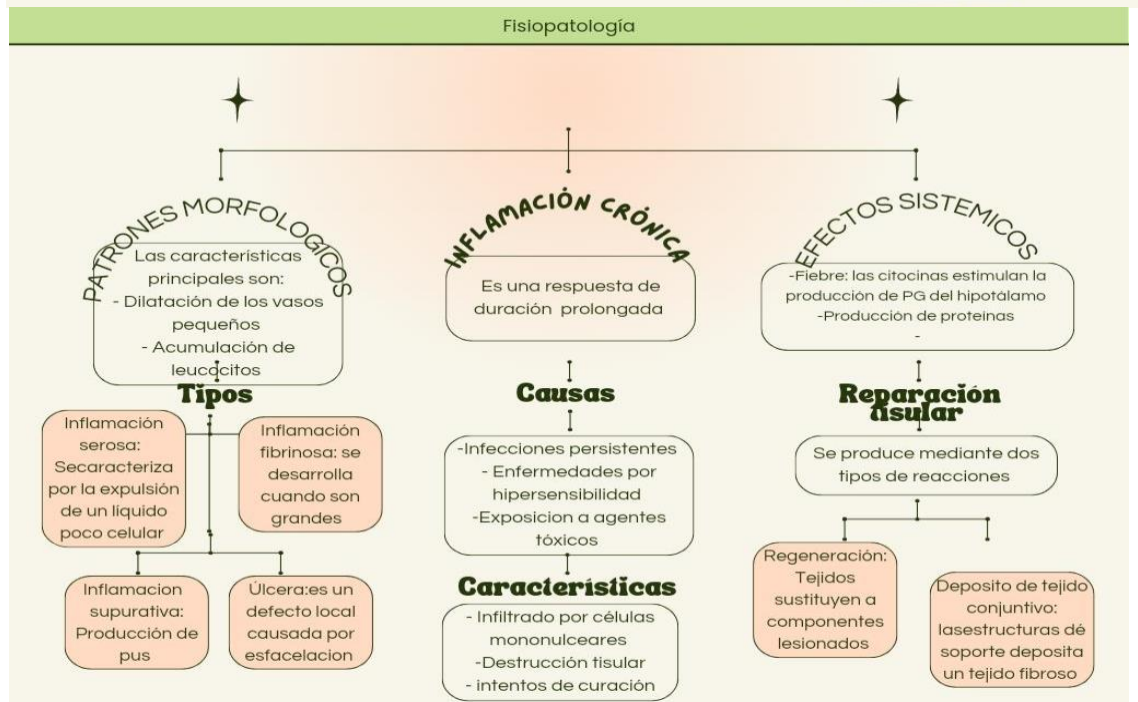 Fisiopatología
PATRONES MORFOLOGICOS
Las características
principales son:
- Dilatación de los vasos
pequeños
- Acumulación de
leucocitos
Tipos
Inflamación
serosa:
Secaracteriza
por la expulsión
de un líquido
poco celular
Inflamación
fibrinosa: se
desarrolla
cuando son
grandes
Inflamacion
supurativa:
Producción de
pus
Úlcera:es un
defecto local
causada por
esfacelacion
INFLAMACIÓN CRÓNICA
Es una respuesta de
duración prolongada
Causas
-Infecciones persistentes
- Enfermedades por
hipersensibilidad
-Exposicion a agentes
tóxicos
Características
- Infiltrado por células
mononulceares
-Destrucción tisular
- intentos de curación
EFECTOS SISTEMICOS
-Fiebre: las citocinas estimulan la
producción de PG del hipotálamo
-Producción de proteínas
-
Reparación
tisular
Se produce mediante dos
tipos de reacciones
Regeneración:
Tejidos
sustituyen a
componentes
lesionados
Deposito de tejido
conjuntivo:
lasestructuras dé
soporte deposita
un tejido fibroso